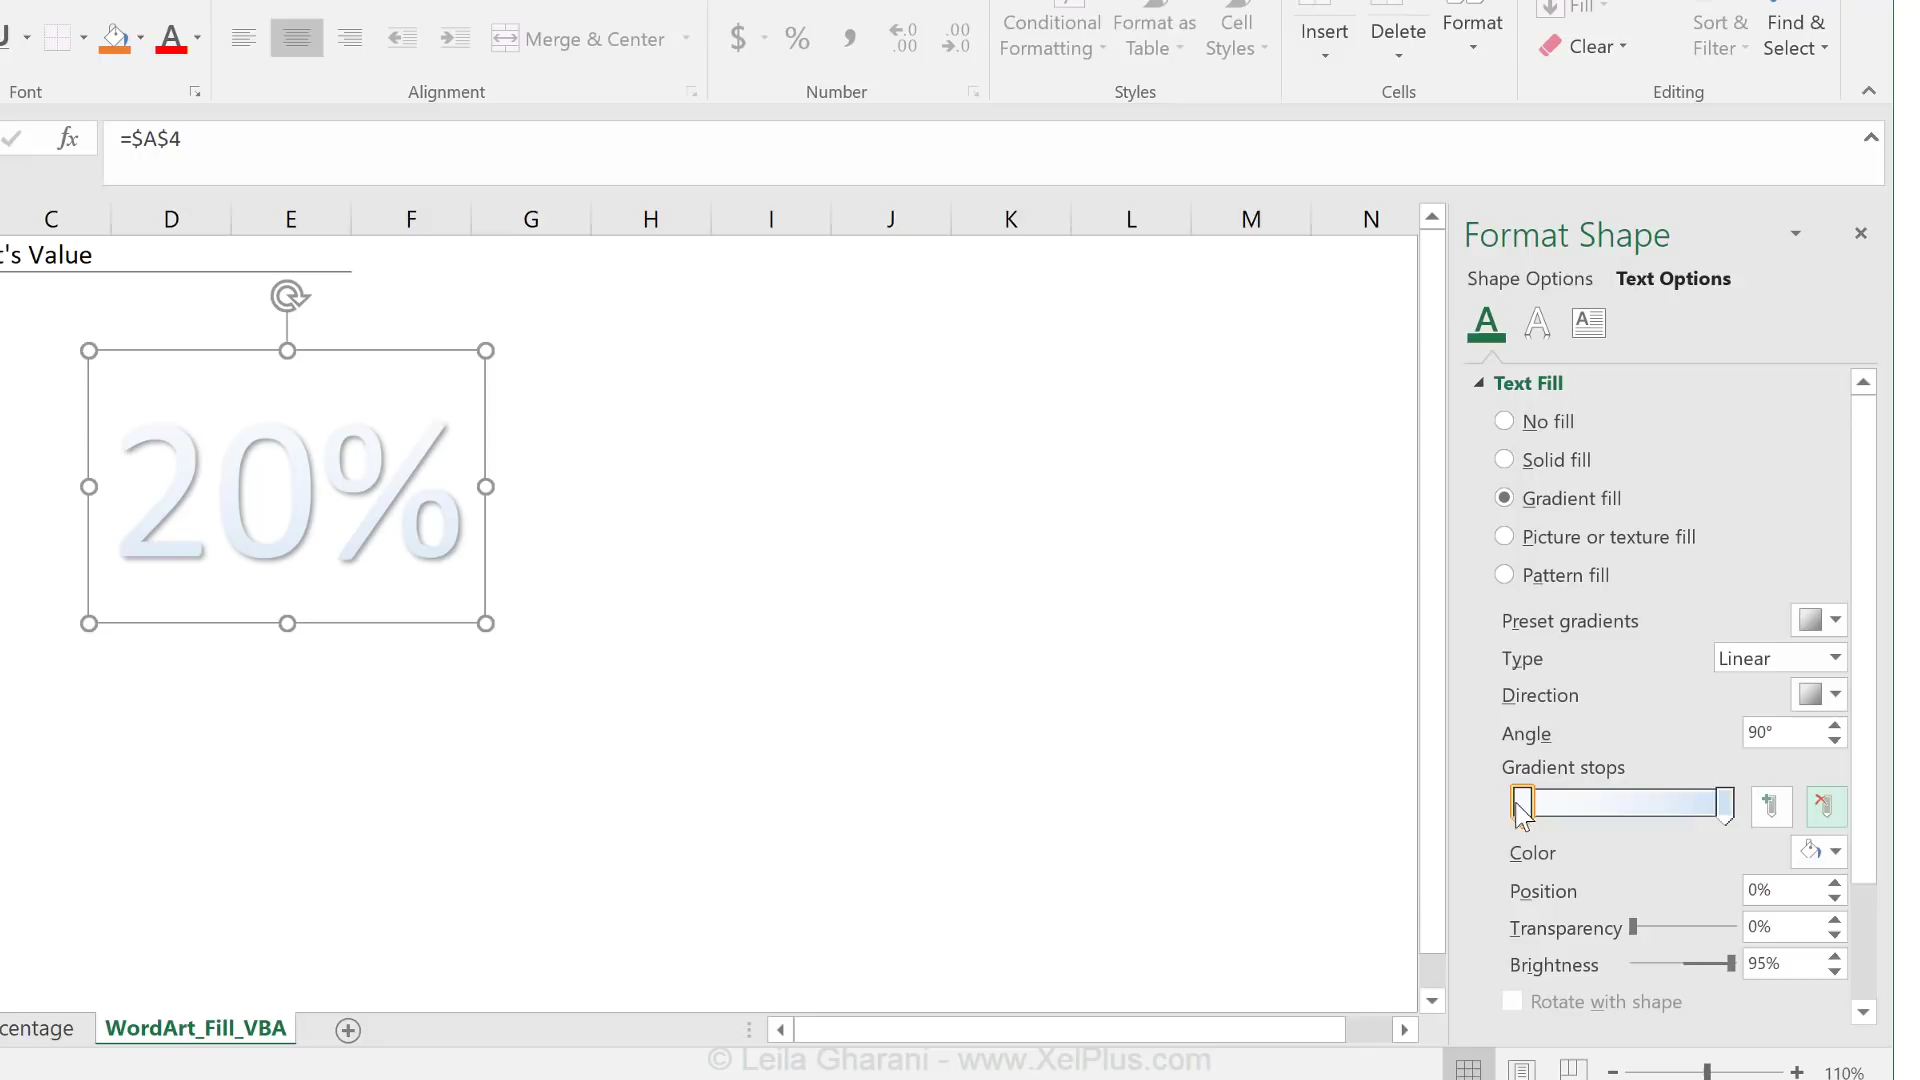 U A $ % , .00 .00
Merge & Center
Conditional Formatting
Format as Table
Cell Styles
Insert
Delete
Format
Fill
Clear
Sort & Filter
Find & Select
Font
Alignment
Number
Styles
Cells
Editing
fx =$A$4
C D E F G H I J K L M N
t's Value
20%
Format Shape
Shape Options Text Options
A A A
Text Fill
No fill
Solid fill
Gradient fill
Picture or texture fill
Pattern fill
Preset gradients
Type Linear
Direction
Angle 90°
Gradient stops
Color
Position 0%
Transparency 0%
Brightness 95%
Rotate with shape
centage WordArt_Fill_VBA
© Leila Gharani - www.XelPlus.com
110%